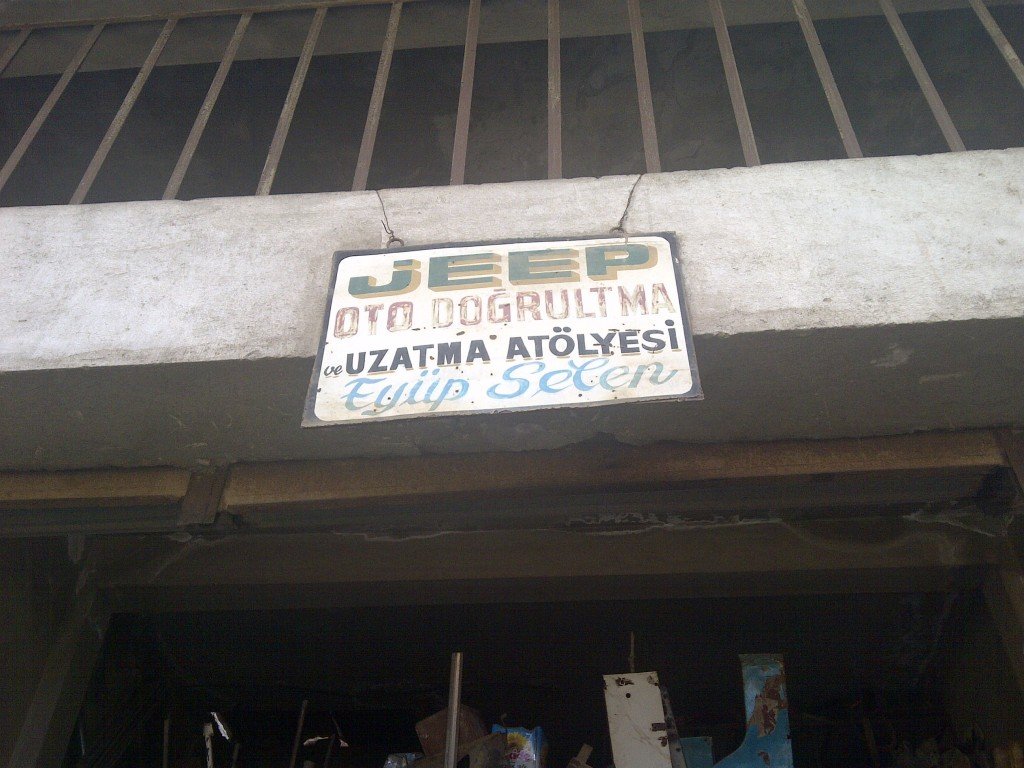 JEEP
OTO DOĞRULTMA
ve UZATMA ATÖLYESİ
Eyüp Selen